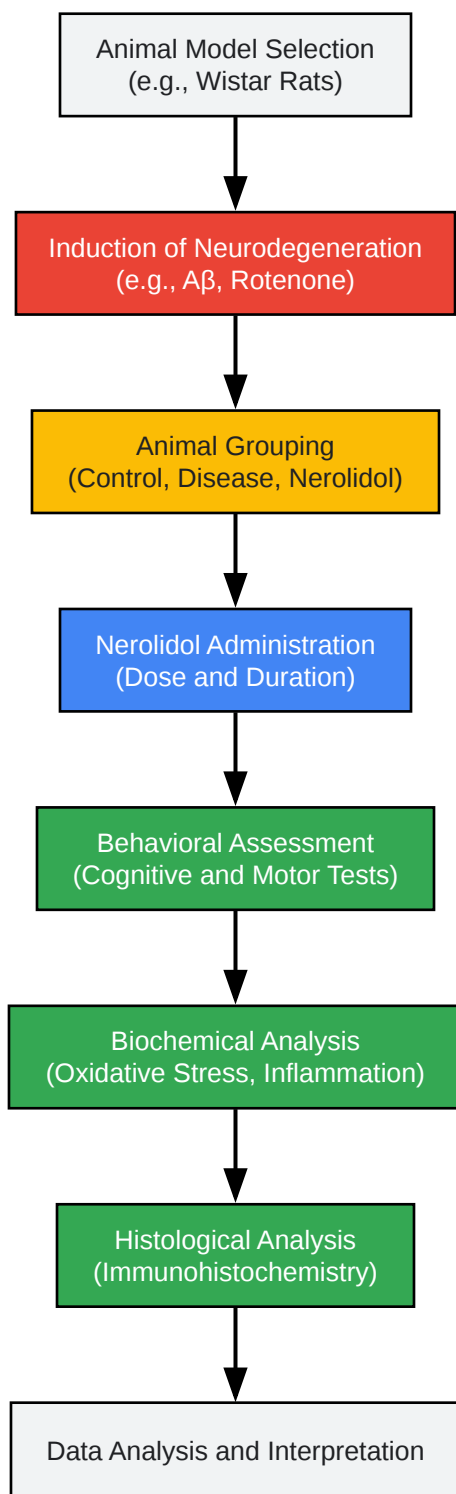 Animal Model Selection
(e.g., Wistar Rats)
Induction of Neurodegeneration
(e.g., Aβ, Rotenone)
Animal Grouping
(Control, Disease, Nerolidol)
Nerolidol Administration
(Dose and Duration)
Behavioral Assessment
(Cognitive and Motor Tests)
Biochemical Analysis
(Oxidative Stress, Inflammation)
Histological Analysis
(Immunohistochemistry)
Data Analysis and Interpretation